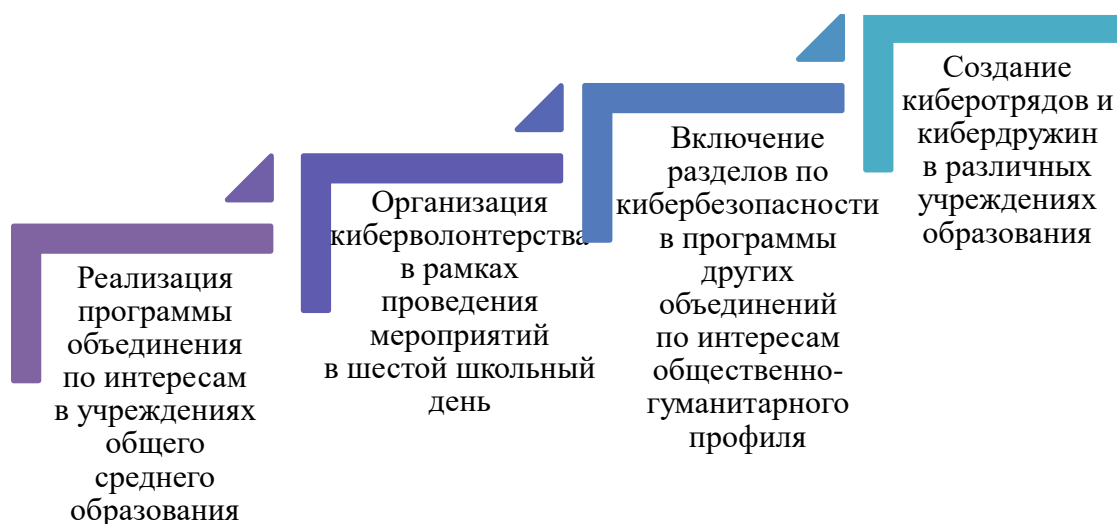 Реализация
программы
объединения
по интересам
в учреждениях
общего
среднего
образования
Организация
киберволонтерства
в рамках
проведения
мероприятий
в шестой школьный
день
Включение
разделов по
кибербезопасности
в программы
других
объединений
по интересам
общественно-
гуманитарного
профиля
Создание
киберотрядов и
кибердружин
в различных
учреждениях
образования